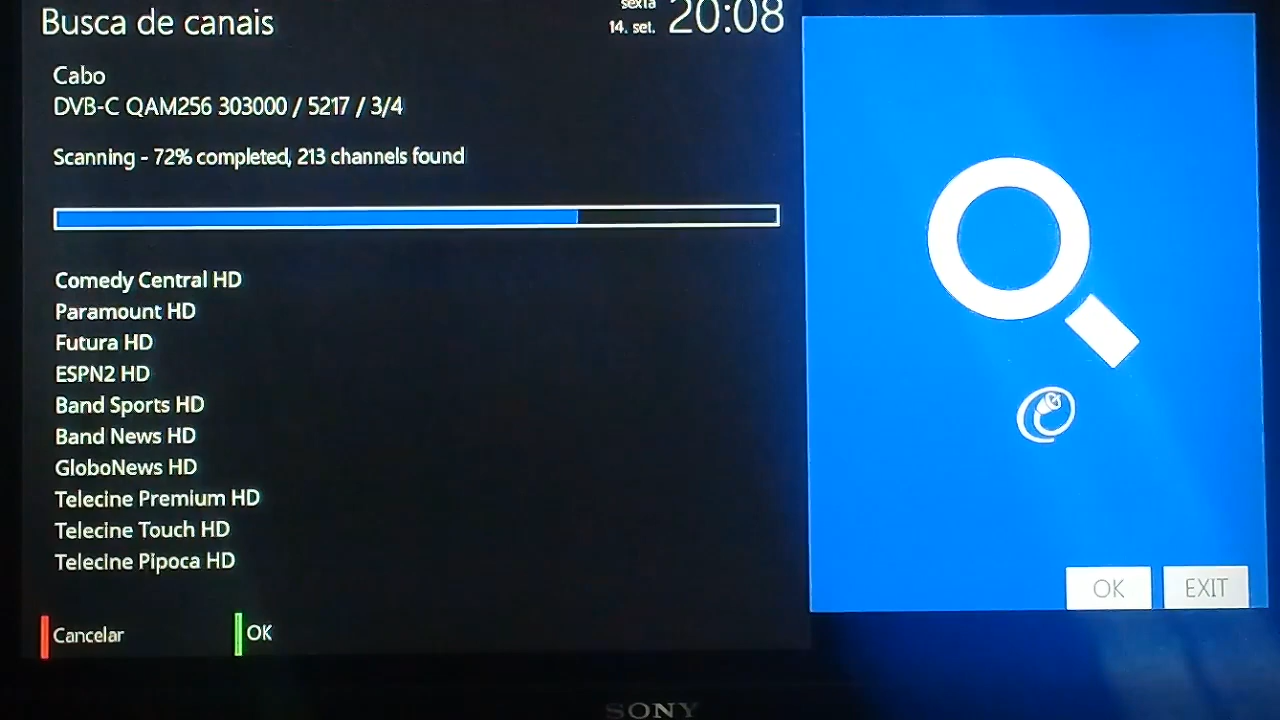 Busca de canais
sexta
14. set.
20:08
Cabo
DVB-C QAM256 303000 / 5217 / 3/4
Scanning - 72% completed, 213 channels found
Comedy Central HD
Paramount HD
Futura HD
ESPN2 HD
Band Sports HD
Band News HD
GloboNews HD
Telecine Premium HD
Telecine Touch HD
Telecine Pipoca HD
Cancelar
OK
OK
EXIT
SONY